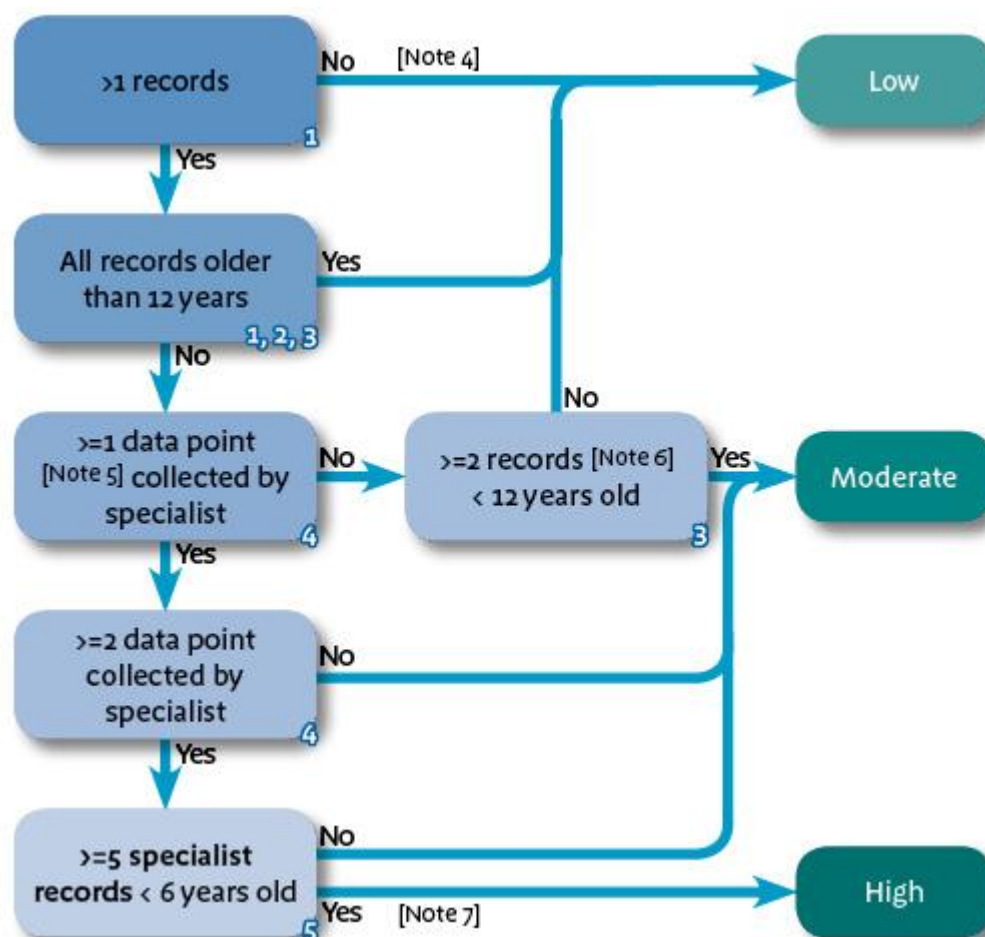 >1 records
1
No
[Note 4]
Low
Yes
All records older
than 12 years
1, 2, 3
Yes
No
>=1 data point
[Note 5] collected by
specialist
4
No
>=2 records [Note 6]
< 12 years old
3
No
Yes
Moderate
Yes
>=2 data point
collected by
specialist
4
No
Yes
>=5 specialist
records < 6 years old
5
No
Yes
[Note 7]
High